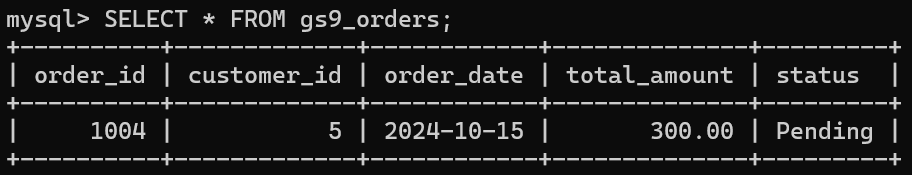 mysql> SELECT * FROM gs9_orders;
+----------+-------------+------------+--------------+---------+
| order_id | customer_id | order_date | total_amount | status  |
+----------+-------------+------------+--------------+---------+
|     1004 |           5 | 2024-10-15 |       300.00 | Pending |
+----------+-------------+------------+--------------+---------+